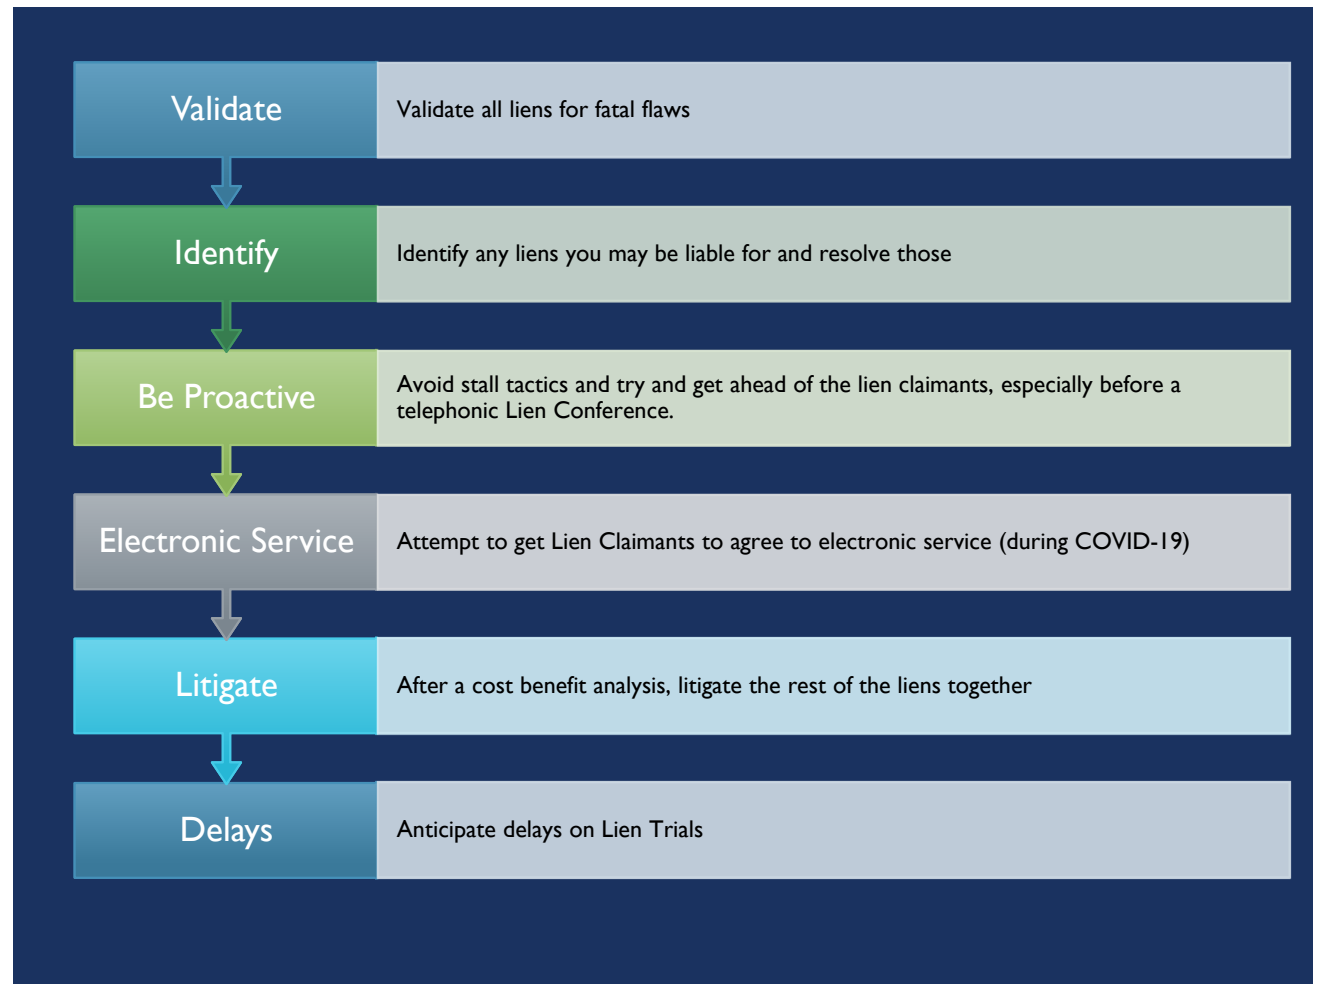 Validate
Validate all liens for fatal flaws
Identify
Identify any liens you may be liable for and resolve those
Be Proactive
Avoid stall tactics and try and get ahead of the lien claimants, especially before a
telephonic Lien Conference.
Electronic Service
Attempt to get Lien Claimants to agree to electronic service (during COVID-19)
Litigate
After a cost benefit analysis, litigate the rest of the liens together
Delays
Anticipate delays on Lien Trials